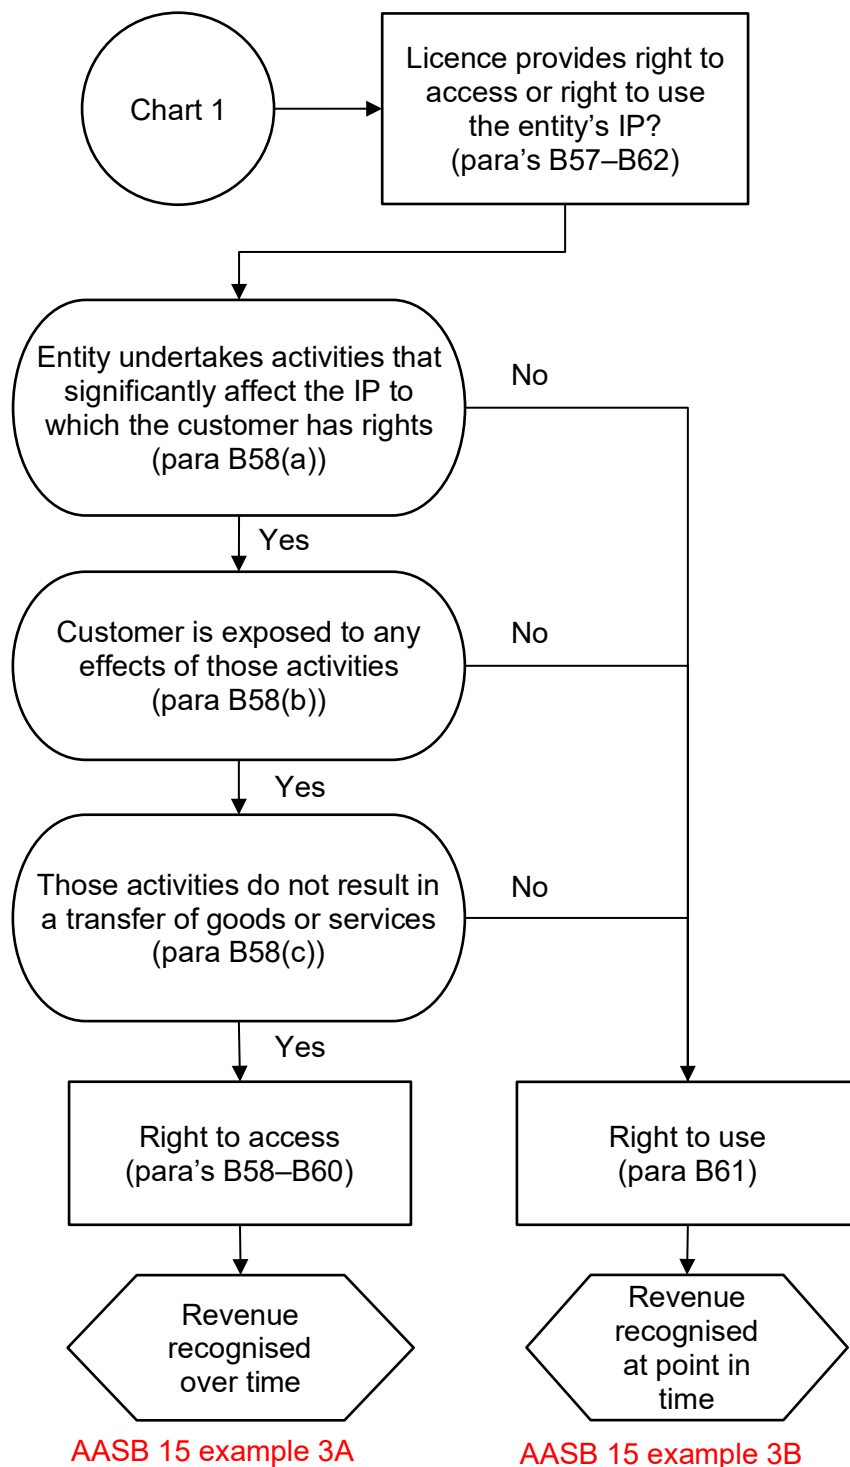 Chart 1
Licence provides right to
access or right to use
the entity’s IP?
(para’s B57–B62)
Entity undertakes activities that
significantly affect the IP to
which the customer has rights
(para B58(a))
No
Yes
Customer is exposed to any
effects of those activities
(para B58(b))
No
Yes
Those activities do not result in
a transfer of goods or services
(para B58(c))
No
Yes
Right to access
(para’s B58–B60)
Right to use
(para B61)
Revenue
recognised
over time
Revenue
recognised
at point in
time
AASB 15 example 3A
AASB 15 example 3B